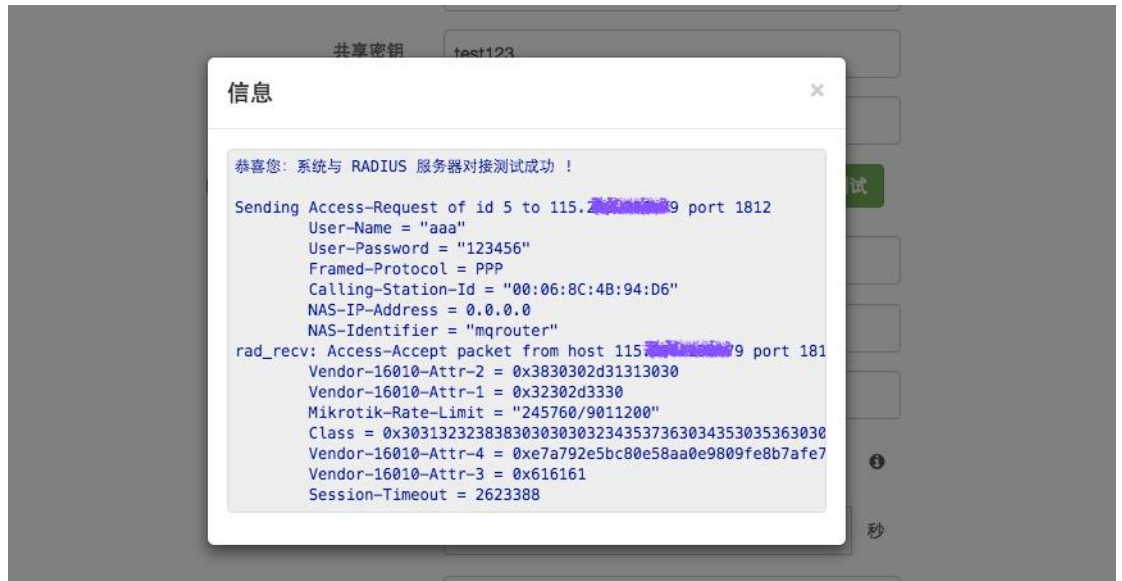 共享密钥
test123
信息
×
恭喜您: 系统与 RADIUS 服务器对接测试成功 !
试
Sending Access-Request of id 5 to 115.2 9 port 1812
User-Name = "aaa"
User-Password = "123456"
Framed-Protocol = PPP
Calling-Station-Id = "00:06:8C:4B:94:D6"
NAS-IP-Address = 0.0.0.0
NAS-Identifier = "mqrouter"
rad_recv: Access-Accept packet from host 115. 79 port 181
Vendor-16010-Attr-2 = 0x3830302d31313030
Vendor-16010-Attr-1 = 0x32302d3330
Mikrotik-Rate-Limit = "245760/9011200"
Class = 0x303132323838303030303234353736303435303536303​0
Vendor-16010-Attr-4 = 0xe7a792e5bc80e58aa0e9809fe8b7afe7
Vendor-16010-Attr-3 = 0x616161
Session-Timeout = 2623388
秒